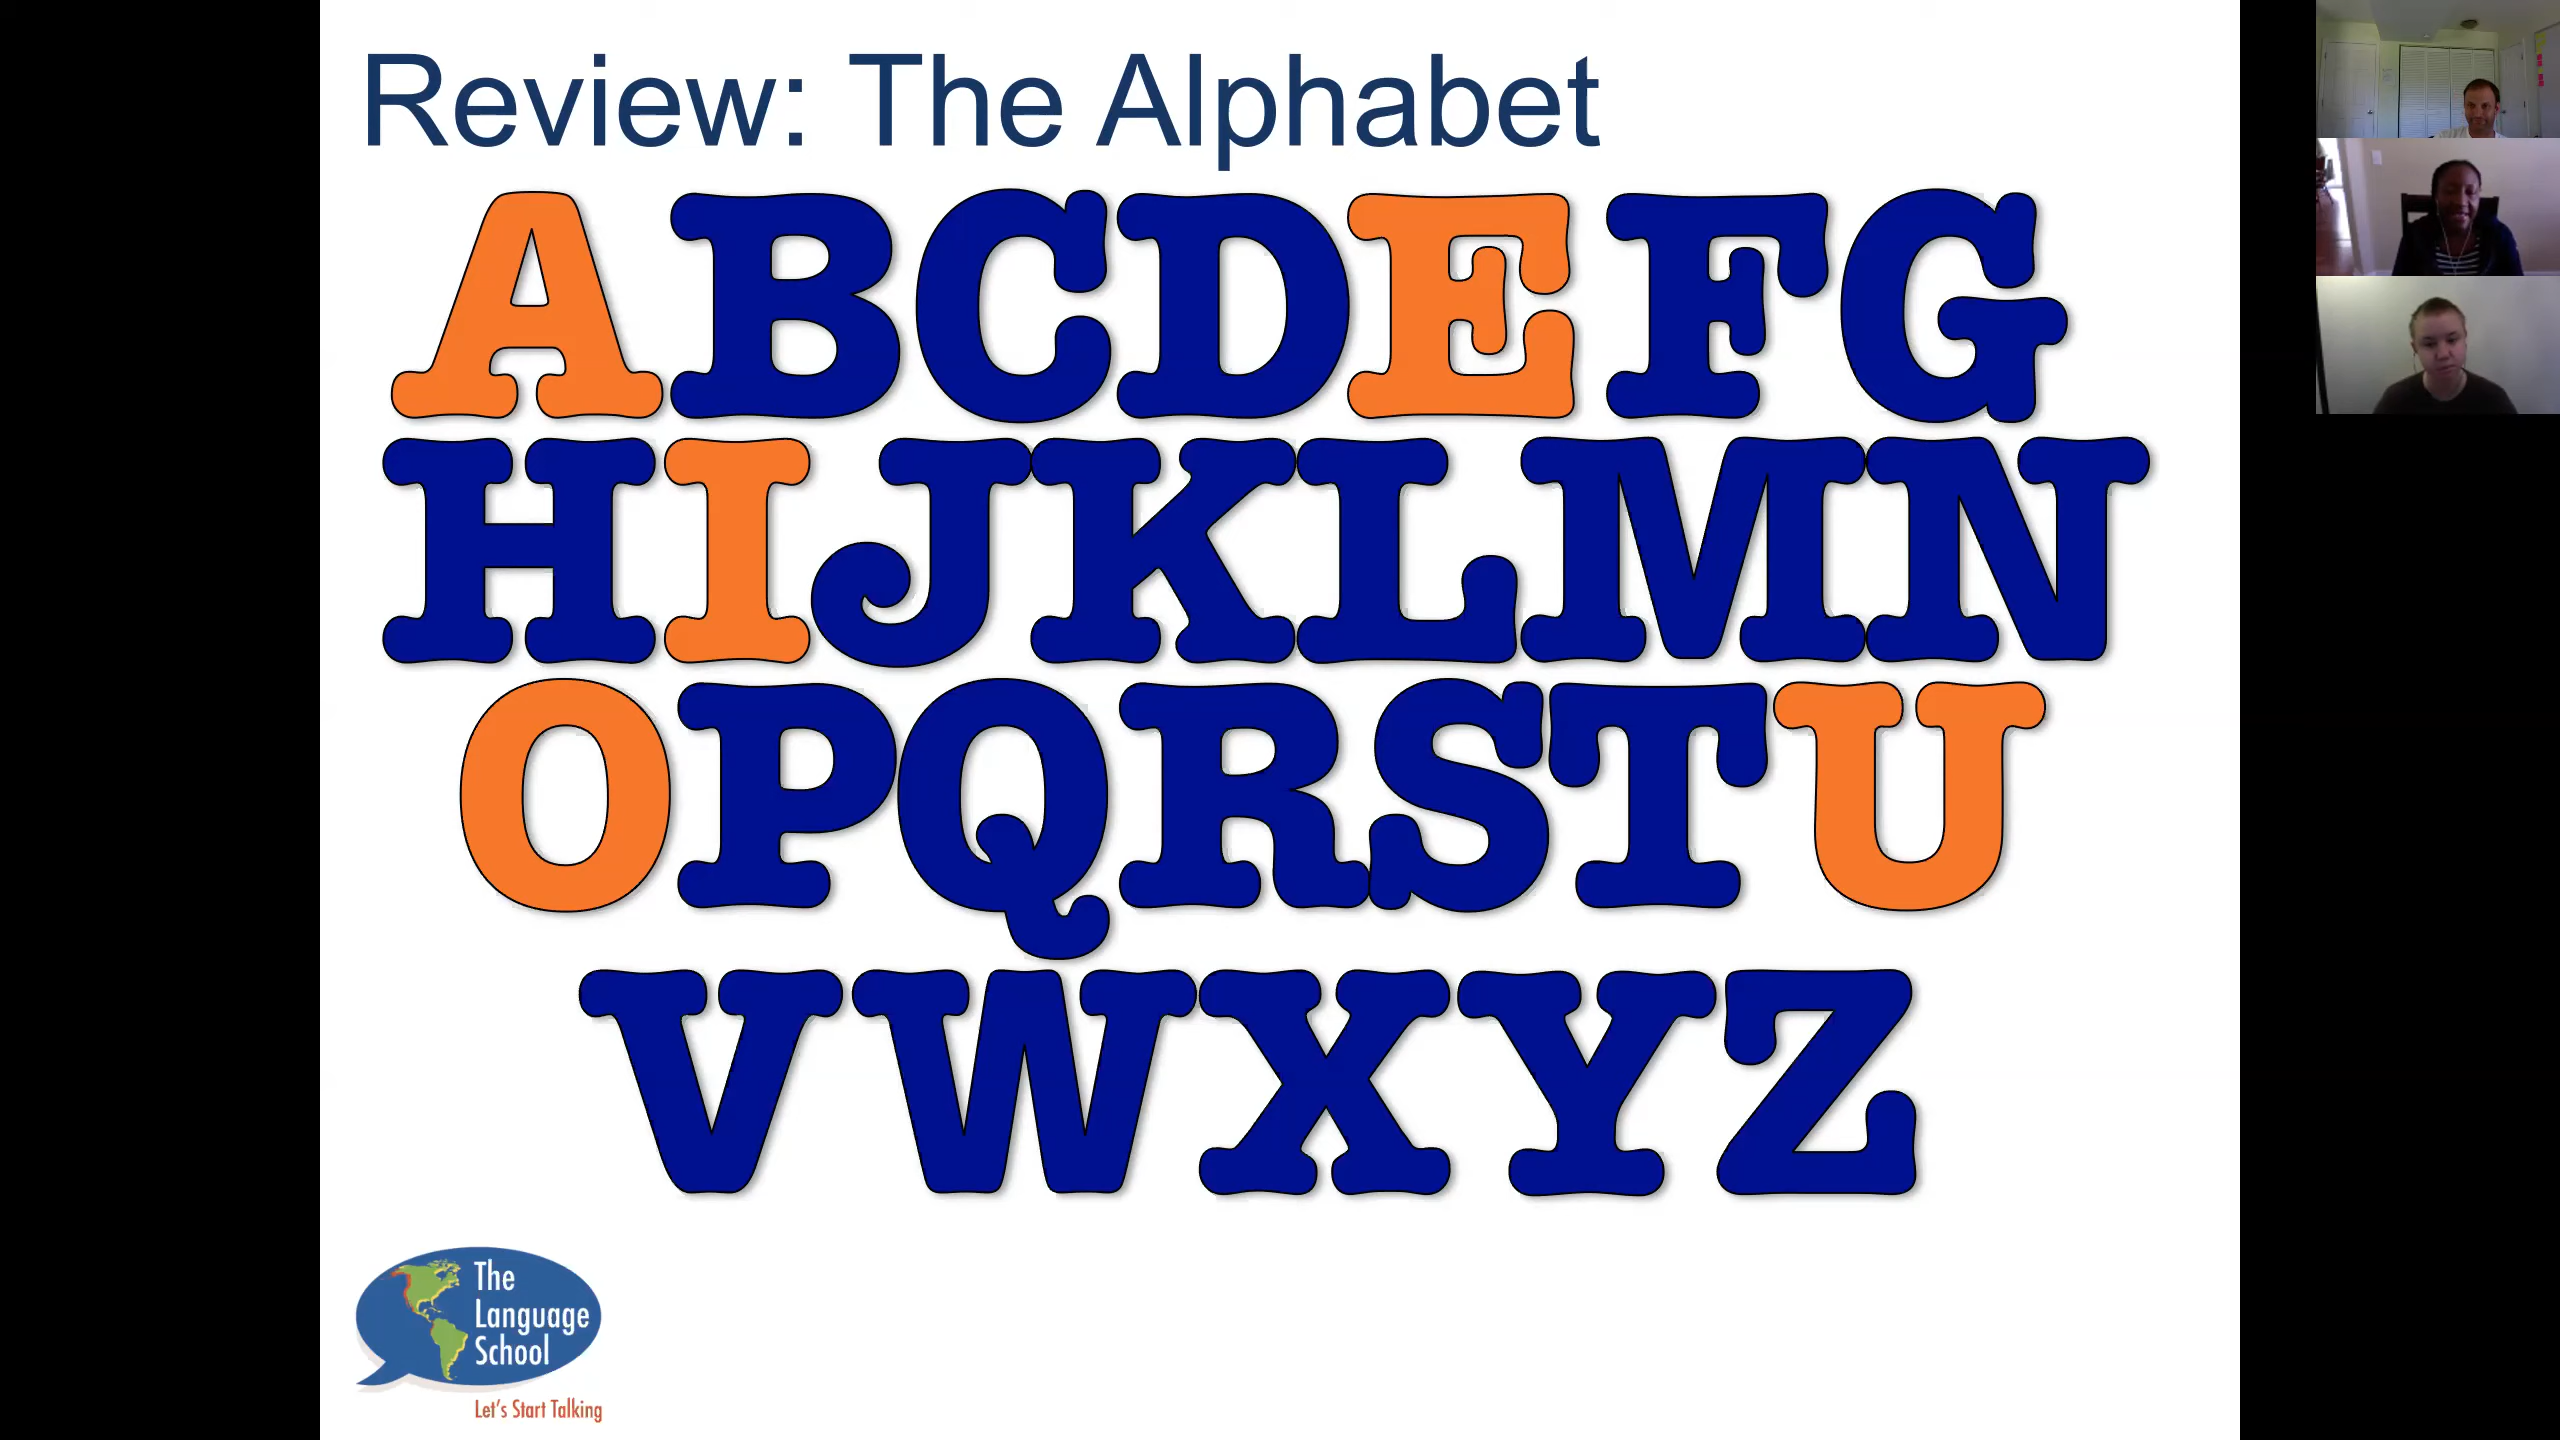 Review: The Alphabet
ABCDEFG
HIJKLMN
OPQRSTU
VWXYZ
The
Language
School
Let's Start Talking